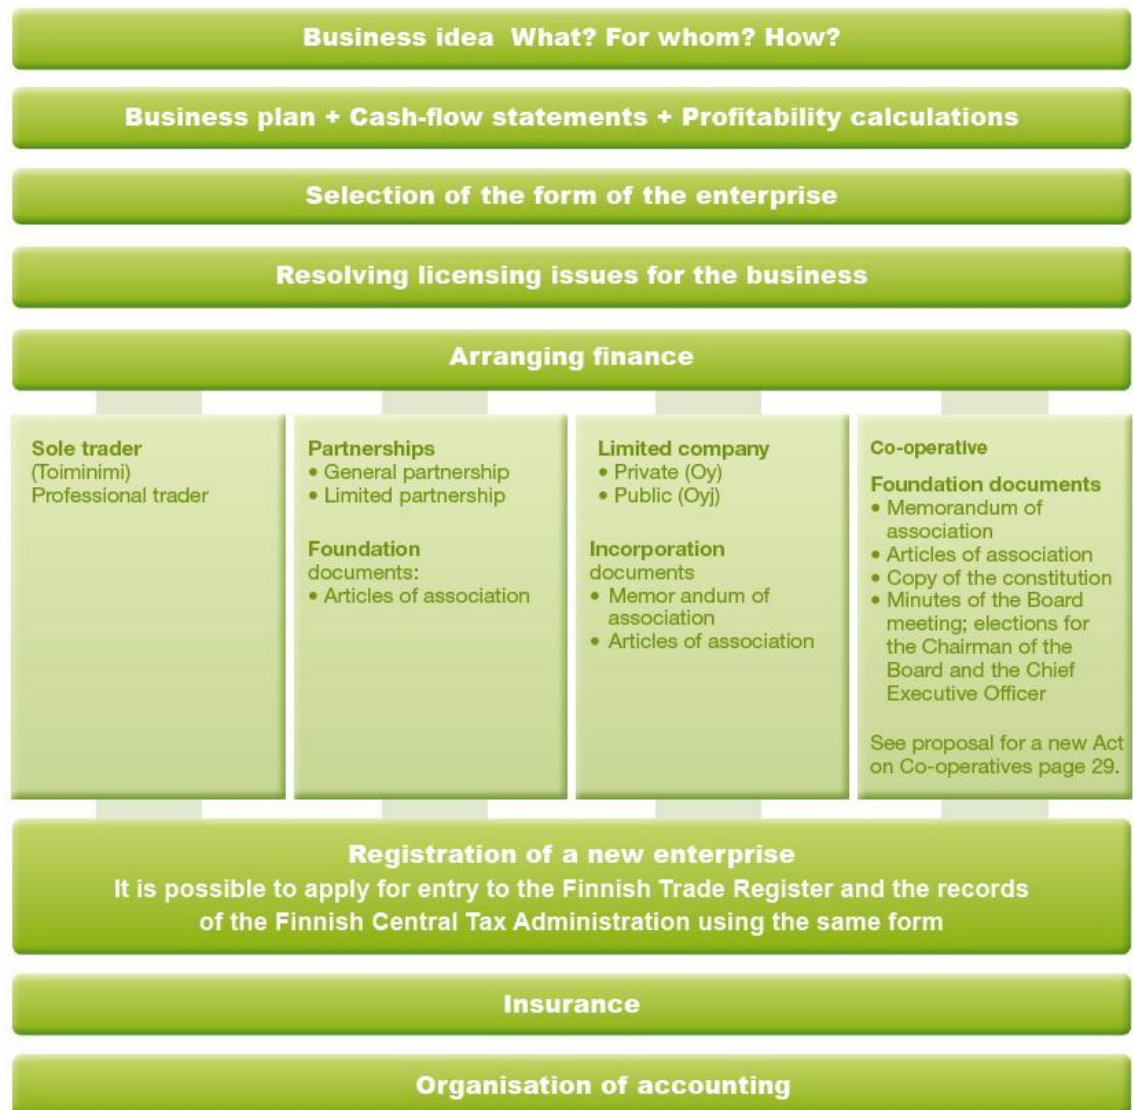 Business idea What? For whom? How?
Business plan + Cash-flow statements + Profitability calculations
Selection of the form of the enterprise
Resolving licensing issues for the business
Arranging finance
Sole trader
(Toiminimi)
Professional trader
Partnerships
• General partnership
• Limited partnership
Foundation
documents:
• Articles of association
Limited company
• Private (Oy)
• Public (Oyj)
Incorporation
documents
• Memor andum of
association
• Articles of association
Co-operative
Foundation documents
• Memorandum of
association
• Articles of association
• Copy of the constitution
• Minutes of the Board
meeting; elections for
the Chairman of the
Board and the Chief
Executive Officer
See proposal for a new Act
on Co-operatives page 29.
Registration of a new enterprise
It is possible to apply for entry to the Finnish Trade Register and the records
of the Finnish Central Tax Administration using the same form
Insurance
Organisation of accounting